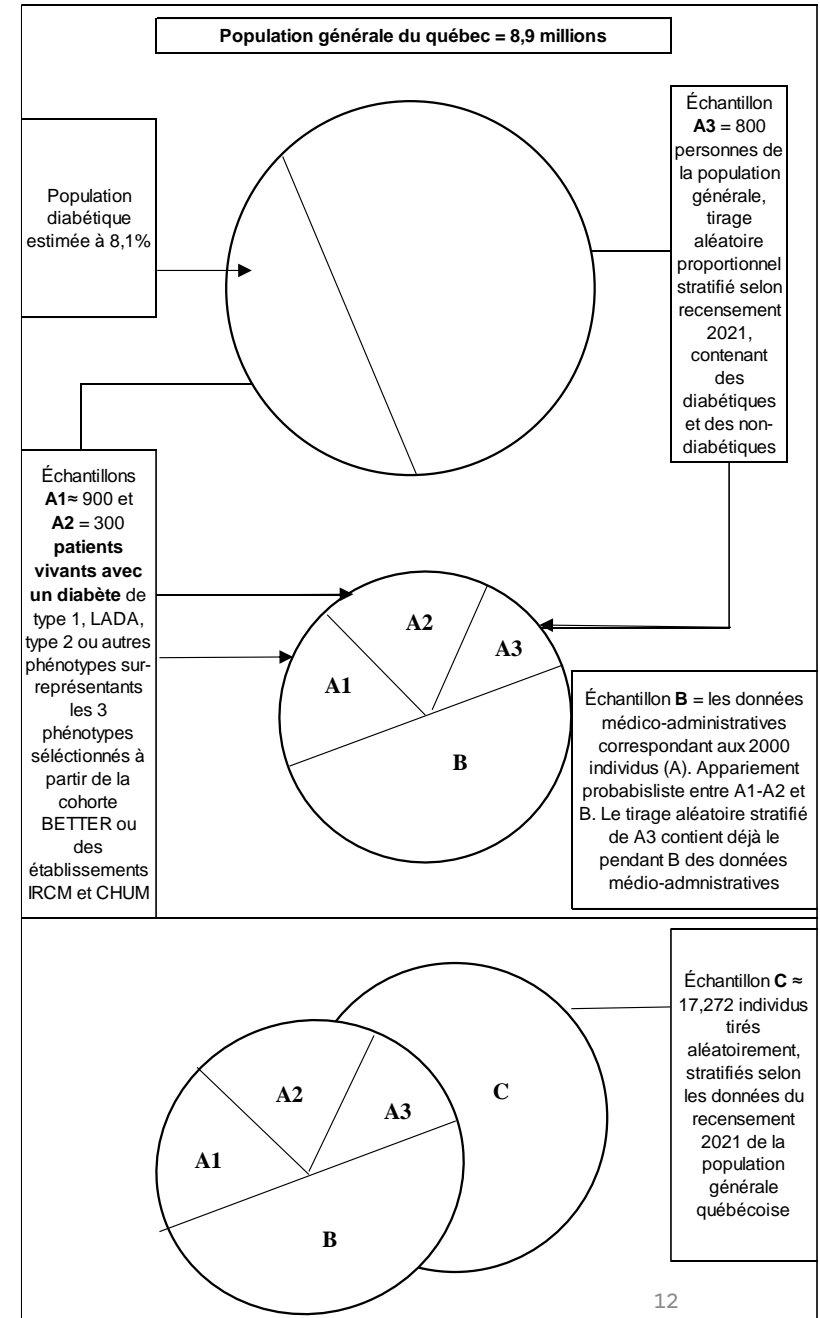 Population générale du québec = 8,9 millions
Population
diabétique
estimée à 8,1%
Échantillon
A3 = 800
personnes de
la population
générale,
tirage
aléatoire
proportionnel
stratifié selon
recensement
2021,
contenant
des
diabétiques
et des non-
diabétiques
Échantillons
A1≈ 900 et
A2 = 300
patients
vivants avec
un diabète de
type 1, LADA,
type 2 ou autres
phénotypes sur-
représentants
les 3
phénotypes
séléctionnés à
partir de la
cohorte
BETTER ou
des
établissements
IRCM et CHUM
A2
A3
A1
B
Échantillon B = les données
médico-administratives
correspondant aux 2000
individus (A). Appariement
probabisliste entre A1-A2 et
B. Le tirage aléatoire stratifié
de A3 contient déjà le
pendant B des données
médio-admnistratives
A2
A3
A1
B
C
Échantillon C ≈
17,272 individus
tirés
aléatoirement,
stratifiés selon
les données du
recensement
2021 de la
population
générale
québécoise
12